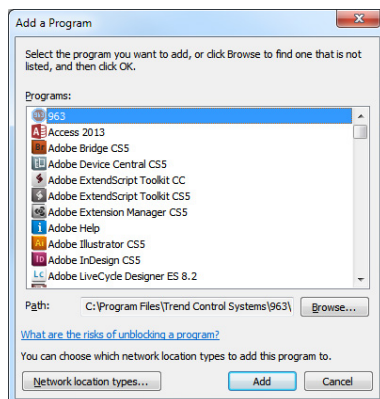 Add a Program
Select the program you want to add, or click Browse to find one that is not
listed, and then click OK.
Programs:
963
Access 2013
Adobe Bridge CS5
Adobe Device Central CS5
Adobe ExtendScript Toolkit CC
Adobe ExtendScript Toolkit CS5
Adobe Extension Manager CS5
Adobe Help
Adobe Illustrator CS5
Adobe InDesign CS5
Adobe LiveCycle Designer ES 8.2
Path: C:\Program Files\Trend Control Systems\963\ Browse...
What are the risks of unblocking a program?
You can choose which network location types to add this program to.
Network location types... Add Cancel